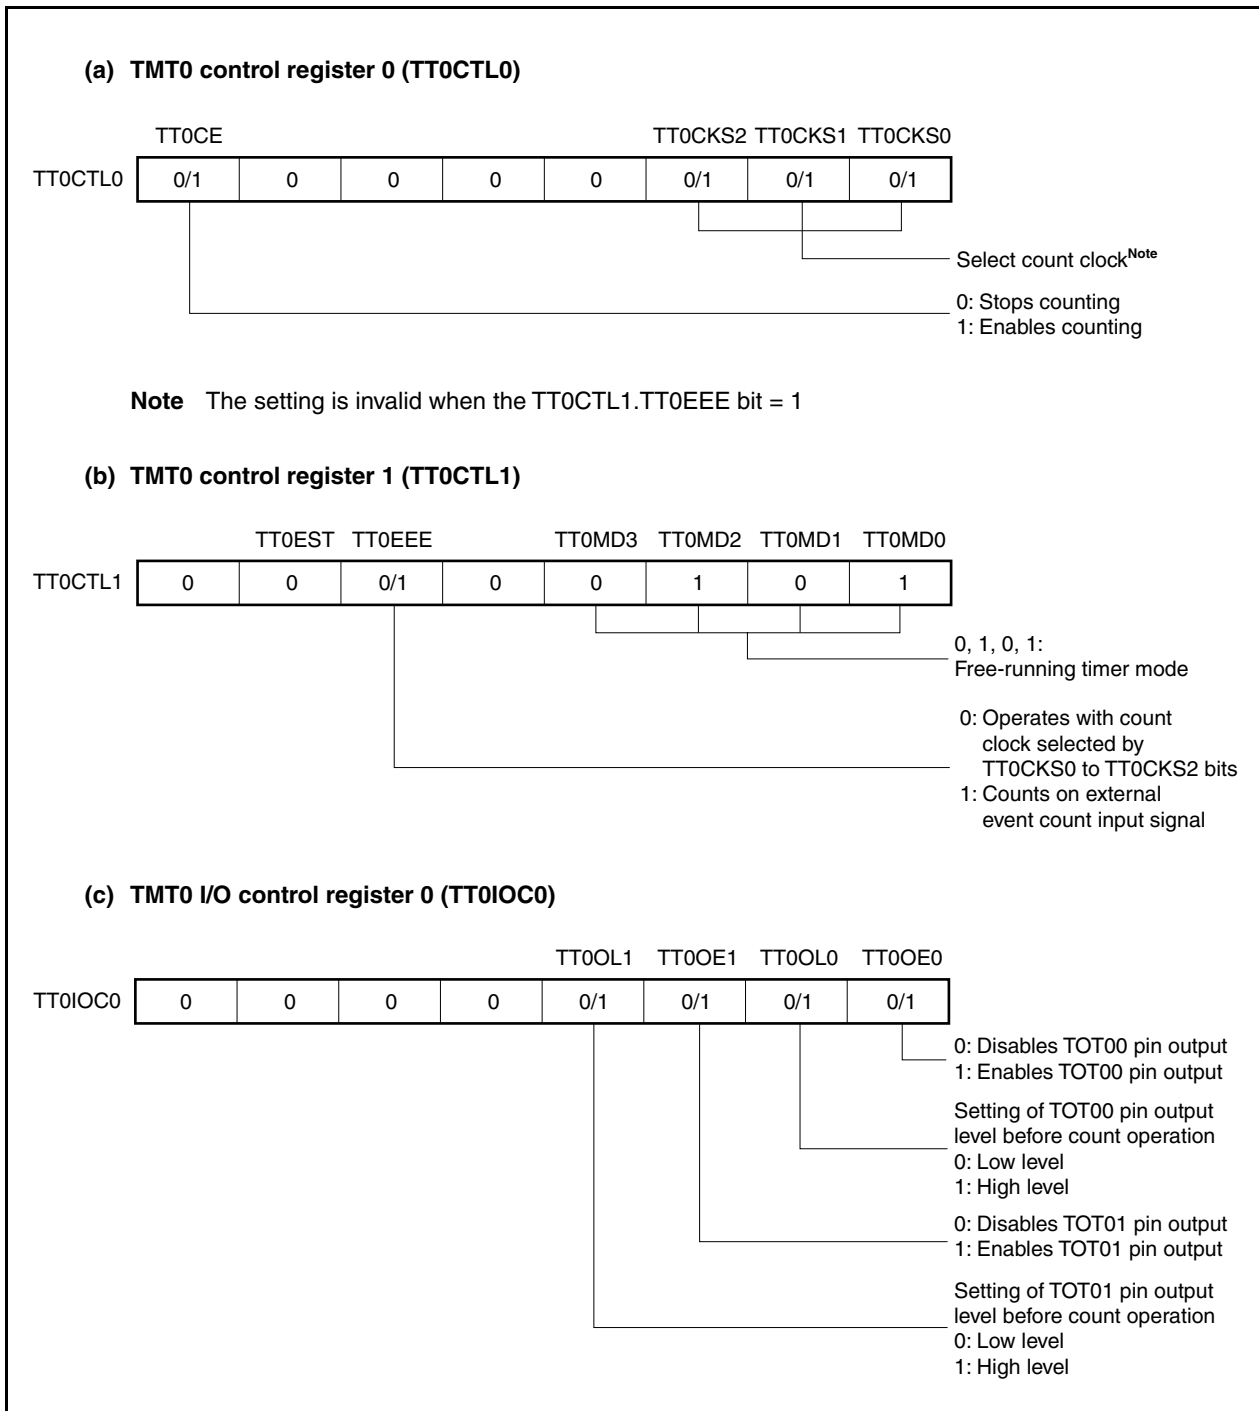 (a) TMT0 control register 0 (TT0CTL0)
TT0CE TT0CKS2 TT0CKS1 TT0CKS0
TT0CTL0 0/1 0 0 0 0 0/1 0/1 0/1
Select count clockNote
0: Stops counting
1: Enables counting
Note The setting is invalid when the TT0CTL1.TT0EEE bit = 1
(b) TMT0 control register 1 (TT0CTL1)
TT0EST TT0EEE TT0MD3 TT0MD2 TT0MD1 TT0MD0
TT0CTL1 0 0 0/1 0 0 1 0 1
0, 1, 0, 1:
Free-running timer mode
0: Operates with count
clock selected by
TT0CKS0 to TT0CKS2 bits
1: Counts on external
event count input signal
(c) TMT0 I/O control register 0 (TT0IOC0)
TT0OL1 TT0OE1 TT0OL0 TT0OE0
TT0IOC0 0 0 0 0 0/1 0/1 0/1 0/1
0: Disables TOT00 pin output
1: Enables TOT00 pin output
Setting of TOT00 pin output
level before count operation
0: Low level
1: High level
0: Disables TOT01 pin output
1: Enables TOT01 pin output
Setting of TOT01 pin output
level before count operation
0: Low level
1: High level